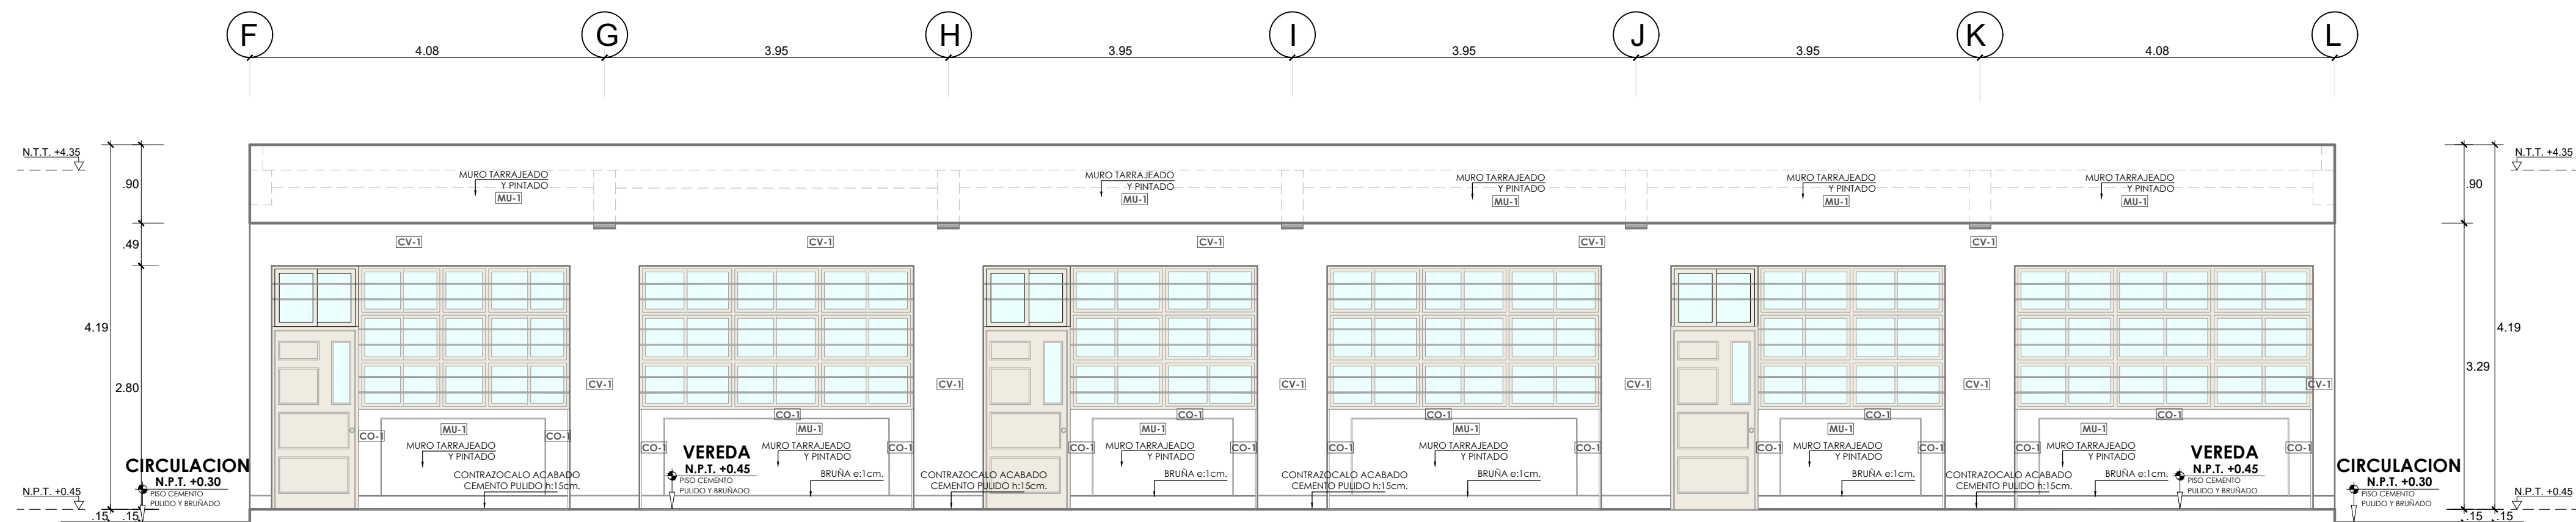 F G H I J K L
4.08 3.95 3.95 3.95 3.95 4.08
N.T.T. +4.35
N.T.T. +4.35
.90
MURO TARRAJEADO
Y PINTADO
MU-1
MURO TARRAJEADO
Y PINTADO
MU-1
MURO TARRAJEADO
Y PINTADO
MU-1
MURO TARRAJEADO
Y PINTADO
MU-1
MURO TARRAJEADO
Y PINTADO
MU-1
.90
.49
CV-1 CV-1 CV-1 CV-1 CV-1
4.19
2.80
3.29
4.19
CV-1 CV-1 CV-1 CV-1 CV-1 CV-1
CO-1 CO-1 CO-1 CO-1 CO-1
MU-1 MU-1 MU-1 MU-1 MU-1 MU-1
CO-1 CO-1 CO-1 CO-1 CO-1 CO-1 CO-1 CO-1 CO-1 CO-1 CO-1 CO-1
MURO TARRAJEADO
Y PINTADO
MURO TARRAJEADO
Y PINTADO
MURO TARRAJEADO
Y PINTADO
MURO TARRAJEADO
Y PINTADO
MURO TARRAJEADO
Y PINTADO
MURO TARRAJEADO
Y PINTADO
CIRCULACION
N.P.T. +0.30
PISO CEMENTO
PULIDO Y BRUÑADO
CONTRAZOCALO ACABADO
CEMENTO PULIDO h:15cm.
VEREDA
N.P.T. +0.45
PISO CEMENTO
PULIDO Y BRUÑADO
BRUÑA e:1cm.
CONTRAZOCALO ACABADO
CEMENTO PULIDO h:15cm.
BRUÑA e:1cm.
CONTRAZOCALO ACABADO
CEMENTO PULIDO h:15cm.
BRUÑA e:1cm.
BRUÑA e:1cm.
CONTRAZOCALO ACABADO
CEMENTO PULIDO h:15cm.
BRUÑA e:1cm.
VEREDA
N.P.T. +0.45
PISO CEMENTO
PULIDO Y BRUÑADO
CIRCULACION
N.P.T. +0.30
PISO CEMENTO
PULIDO Y BRUÑADO
N.P.T. +0.45
N.P.T. +0.45
.15 .15
.15 .15